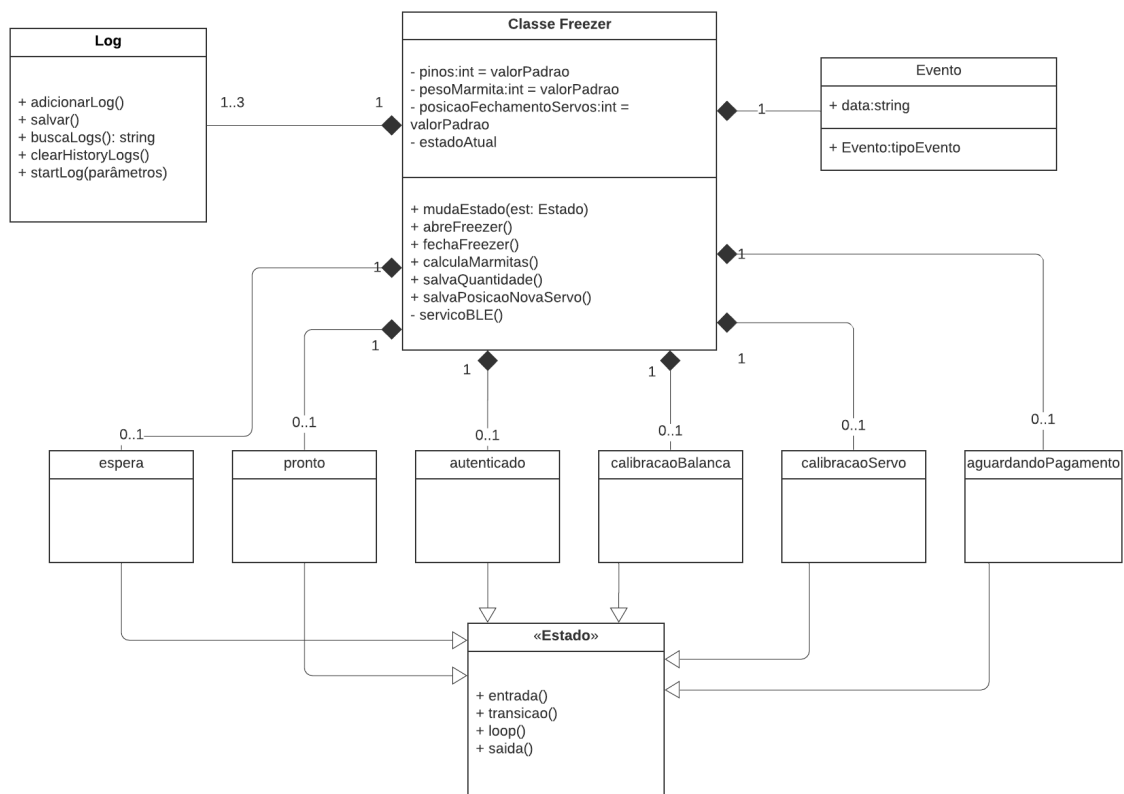 Log
+ adicionarLog()
+ salvar()
+ buscaLogs(): string
+ clearHistoryLogs()
+ startLog(parâmetros)
1..3
1
Classe Freezer
- pinos:int = valorPadrao
- pesoMarmita:int = valorPadrao
- posicaoFechamentoServos:int =
valorPadrao
- estadoAtual
+ mudaEstado(est: Estado)
+ abreFreezer()
+ fechaFreezer()
+ calculaMarmitas()
+ salvaQuantidade()
+ salvaPosicaoNovaServo()
- servicoBLE()
1
Evento
+ data:string
+ Evento:tipoEvento
1
1
1
1
1
1
0..1
0..1
0..1
0..1
0..1
0..1
espera
pronto
autenticado
calibracaoBalanca
calibracaoServo
aguardandoPagamento
«Estado»
+ entrada()
+ transicao()
+ loop()
+ saida()